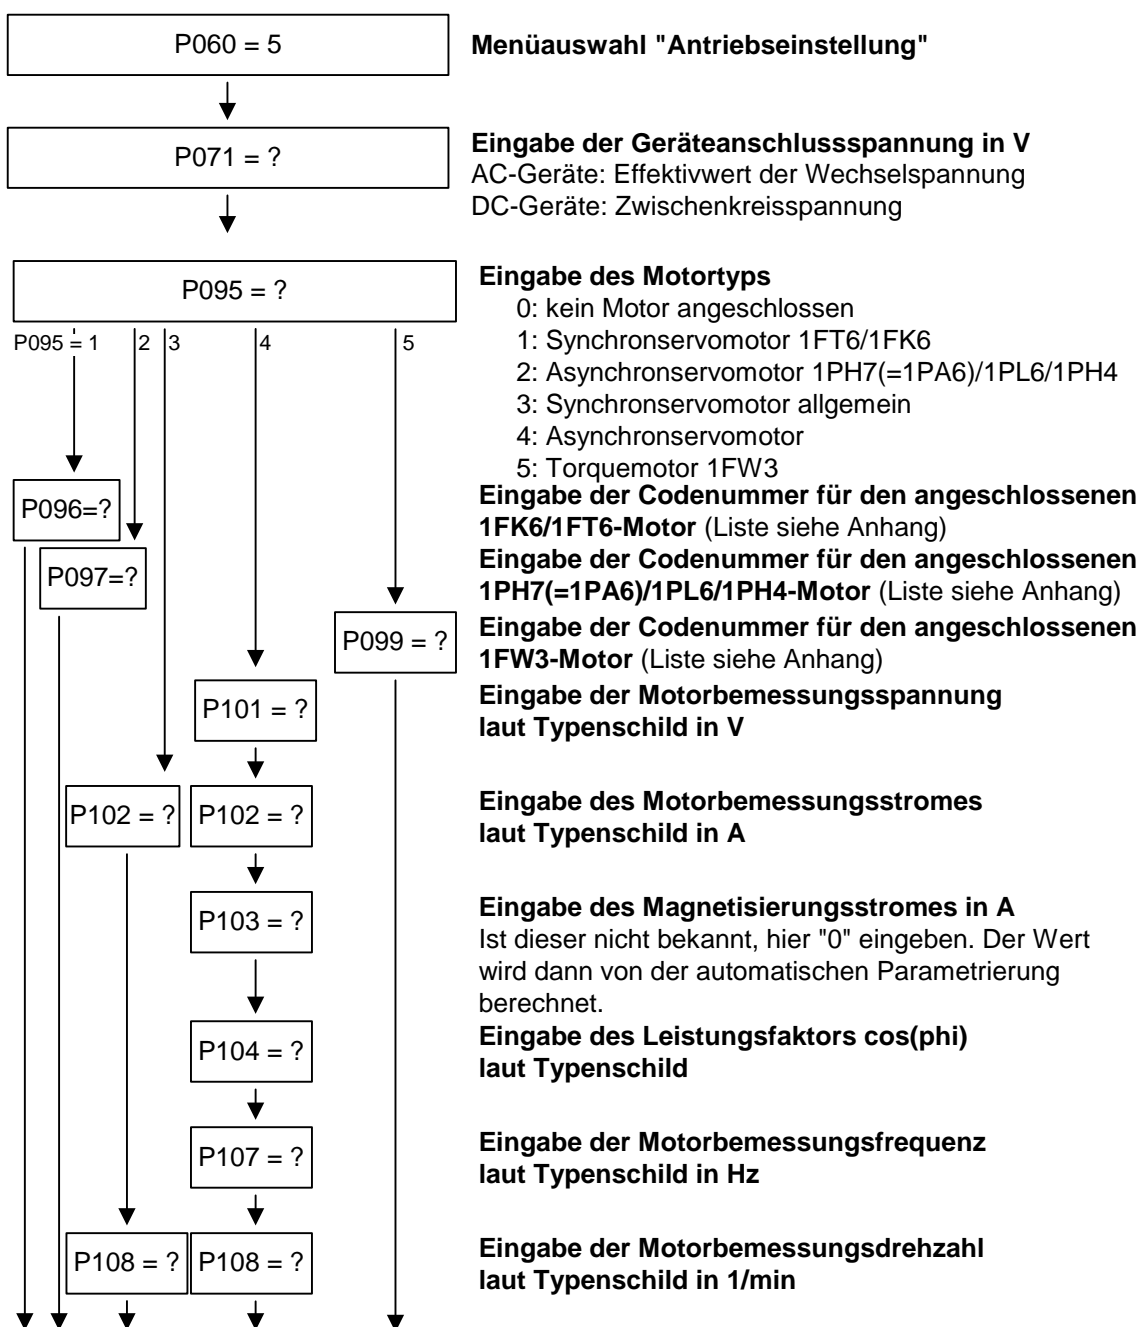 P060 = 5
Menüauswahl "Antriebseinstellung"
P071 = ?
Eingabe der Geräteanschlussspannung in V
AC-Geräte: Effektivwert der Wechselspannung
DC-Geräte: Zwischenkreisspannung
P095 = ?
Eingabe des Motortyps
0: kein Motor angeschlossen
1: Synchronservomotor 1FT6/1FK6
2: Asynchronservomotor 1PH7(=1PA6)/1PL6/1PH4
3: Synchronservomotor allgemein
4: Asynchronservomotor
5: Torquemotor 1FW3
P095 = 1 2 3 4 5
P096=?
Eingabe der Codenummer für den angeschlossenen
1FK6/1FT6-Motor (Liste siehe Anhang)
P097=?
Eingabe der Codenummer für den angeschlossenen
1PH7(=1PA6)/1PL6/1PH4-Motor (Liste siehe Anhang)
P099 = ?
Eingabe der Codenummer für den angeschlossenen
1FW3-Motor (Liste siehe Anhang)
P101 = ?
Eingabe der Motorbemessungsspannung
laut Typenschild in V
P102 = ? P102 = ?
Eingabe des Motorbemessungsstromes
laut Typenschild in A
P103 = ?
Eingabe des Magnetisierungsstromes in A
Ist dieser nicht bekannt, hier "0" eingeben. Der Wert
wird dann von der automatischen Parametrierung
berechnet.
P104 = ?
Eingabe des Leistungsfaktors cos(phi)
laut Typenschild
P107 = ?
Eingabe der Motorbemessungsfrequenz
laut Typenschild in Hz
P108 = ? P108 = ?
Eingabe der Motorbemessungsdrehzahl
laut Typenschild in 1/min